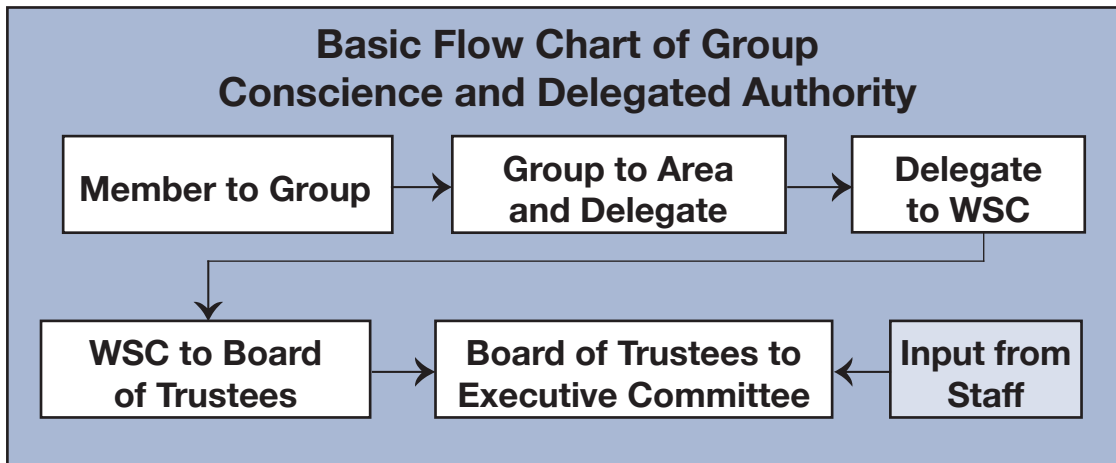 Basic Flow Chart of Group
Conscience and Delegated Authority
Member to Group
Group to Area
and Delegate
Delegate
to WSC
WSC to Board
of Trustees
Board of Trustees to
Executive Committee
Input from
Staff